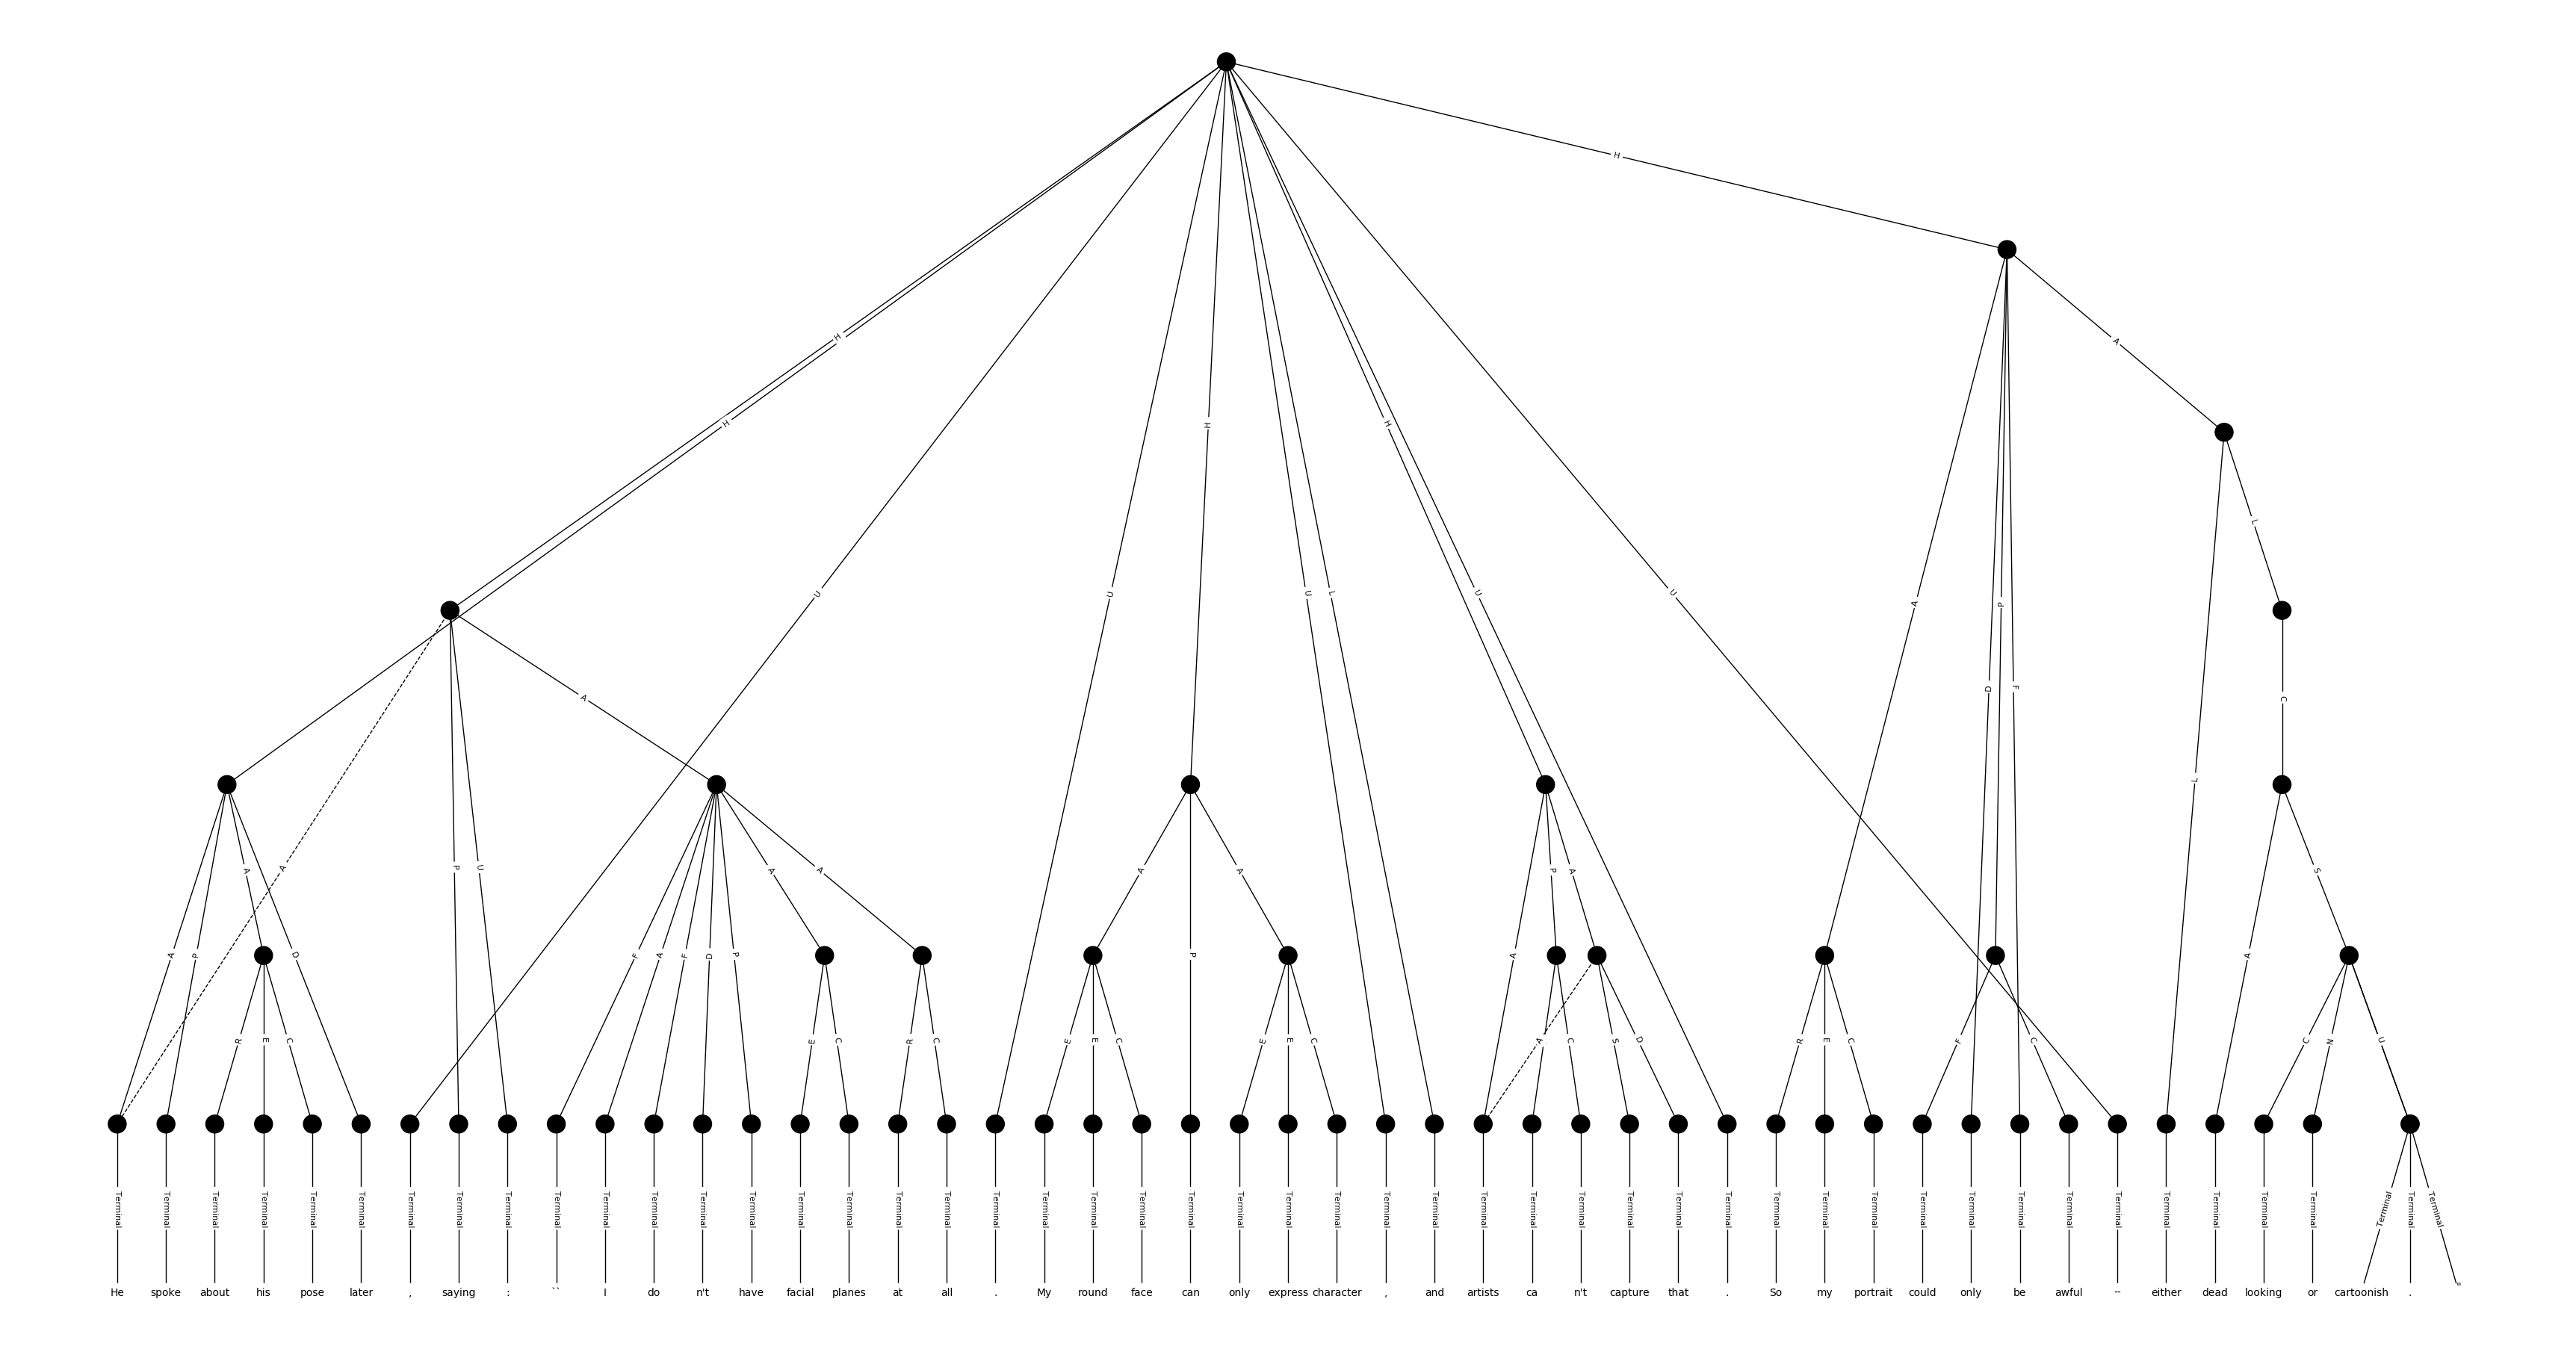 H
H
H
A
L
H
H
U
U
U
L
U
U
A
P
D
F
L
C
A
A
P
U
A
A
A
A
P
A
A
S
A
P
D
F
A
F
D
P
P
A
A
R
E
C
E
C
R
C
E
E
C
E
E
C
A
C
S
D
R
E
C
F
C
C
N
U
Terminal Terminal Terminal Terminal Terminal Terminal Terminal Terminal Terminal Terminal Terminal Terminal Terminal Terminal Terminal Terminal Terminal Terminal Terminal Terminal Terminal Terminal Terminal Terminal Terminal Terminal Terminal Terminal Terminal Terminal Terminal Terminal Terminal Terminal Terminal Terminal Terminal Terminal Terminal Terminal Terminal Terminal Terminal Terminal Terminal Terminal Terminal Terminal Terminal
He spoke about his pose later , saying : `` I do n't have facial planes at all . My round face can only express character , and artists ca n't capture that . So my portrait could only be awful -- either dead looking or cartoonish . "